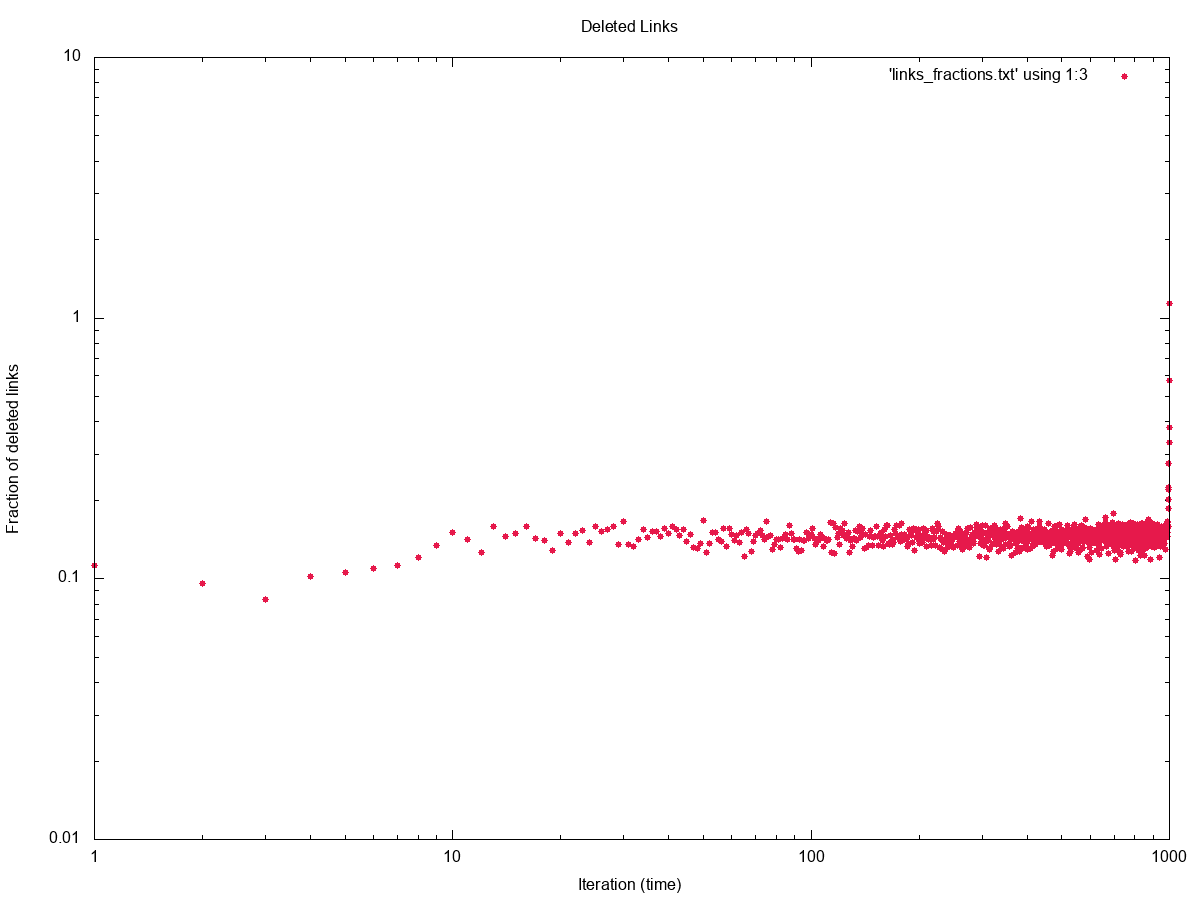 Deleted Links
'links_fractions.txt' using 1:3
10
1
0.1
0.01
Fraction of deleted links
1 10 100 1000
Iteration (time)